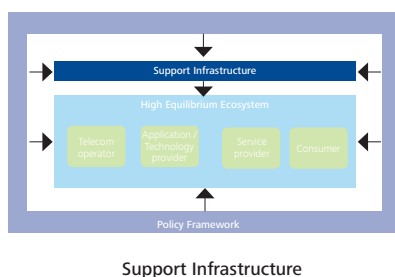 Support Infrastructure
High Equilibrium Ecosystem
Telecom
operator
Application /
Technology
provider
Service
provider
Consumer
Policy Framework
Support Infrastructure